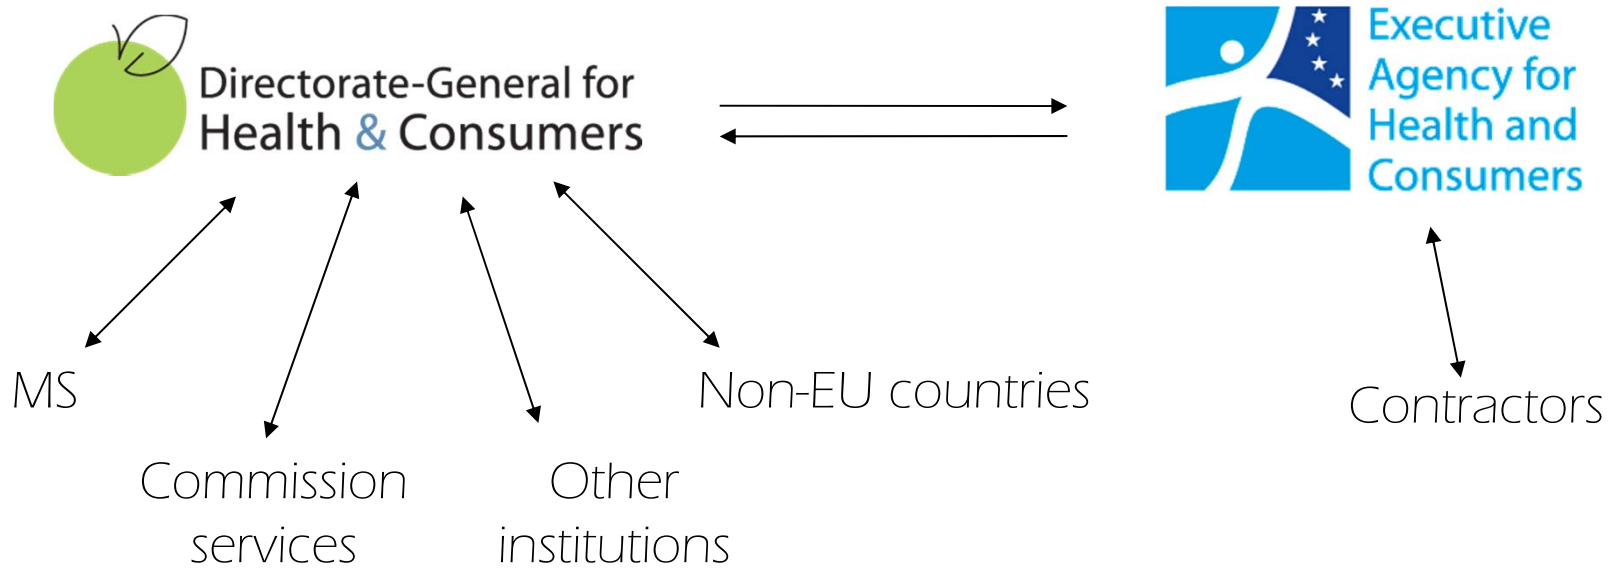 Directorate-General for
Health & Consumers
Executive
Agency for
Health and
Consumers
MS
Commission
services
Other
institutions
Non-EU countries
Contractors